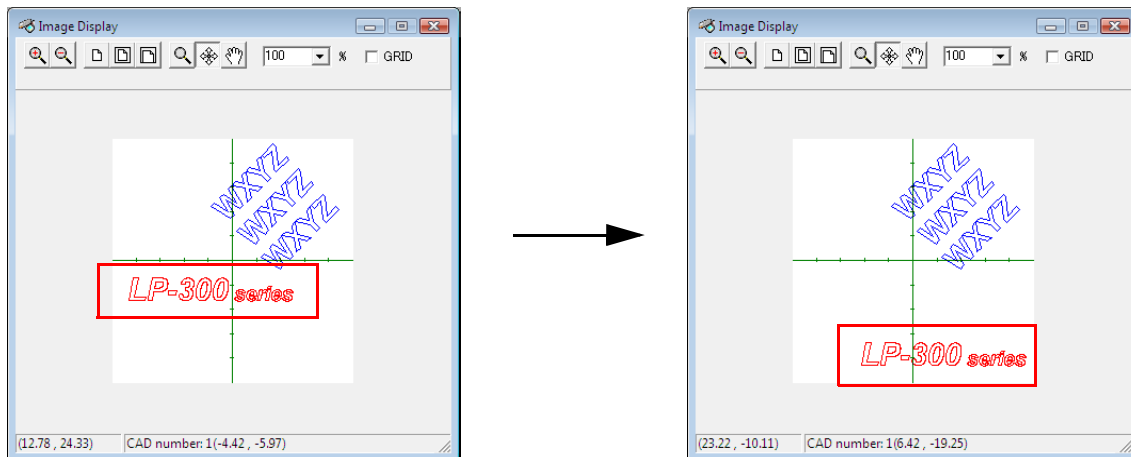 Image Display
100 % GRID
WXYZ
WXYZ
WXYZ
LP-300 series
(12.78 , 24.33) CAD number: 1(-4.42 , -5.97)
Image Display
100 % GRID
WXYZ
WXYZ
WXYZ
LP-300 series
(23.22 , -10.11) CAD number: 1(6.42 , -19.25)